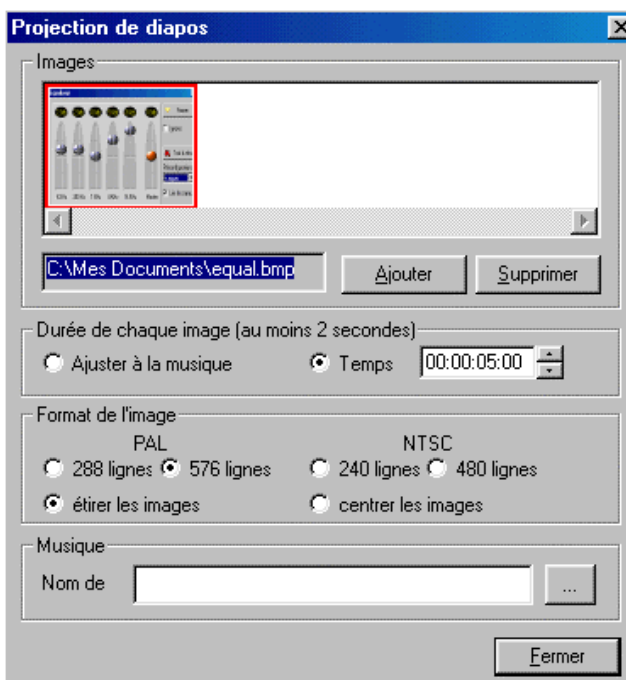 Projection de diapos
Images
C:\Mes Documents\equal.bmp
Ajouter
Supprimer
Durée de chaque image (au moins 2 secondes)
Ajuster à la musique
Temps
00:00:05:00
Format de l'image
PAL
NTSC
288 lignes
576 lignes
240 lignes
480 lignes
étirer les images
centrer les images
Musique
Nom de
...
Fermer